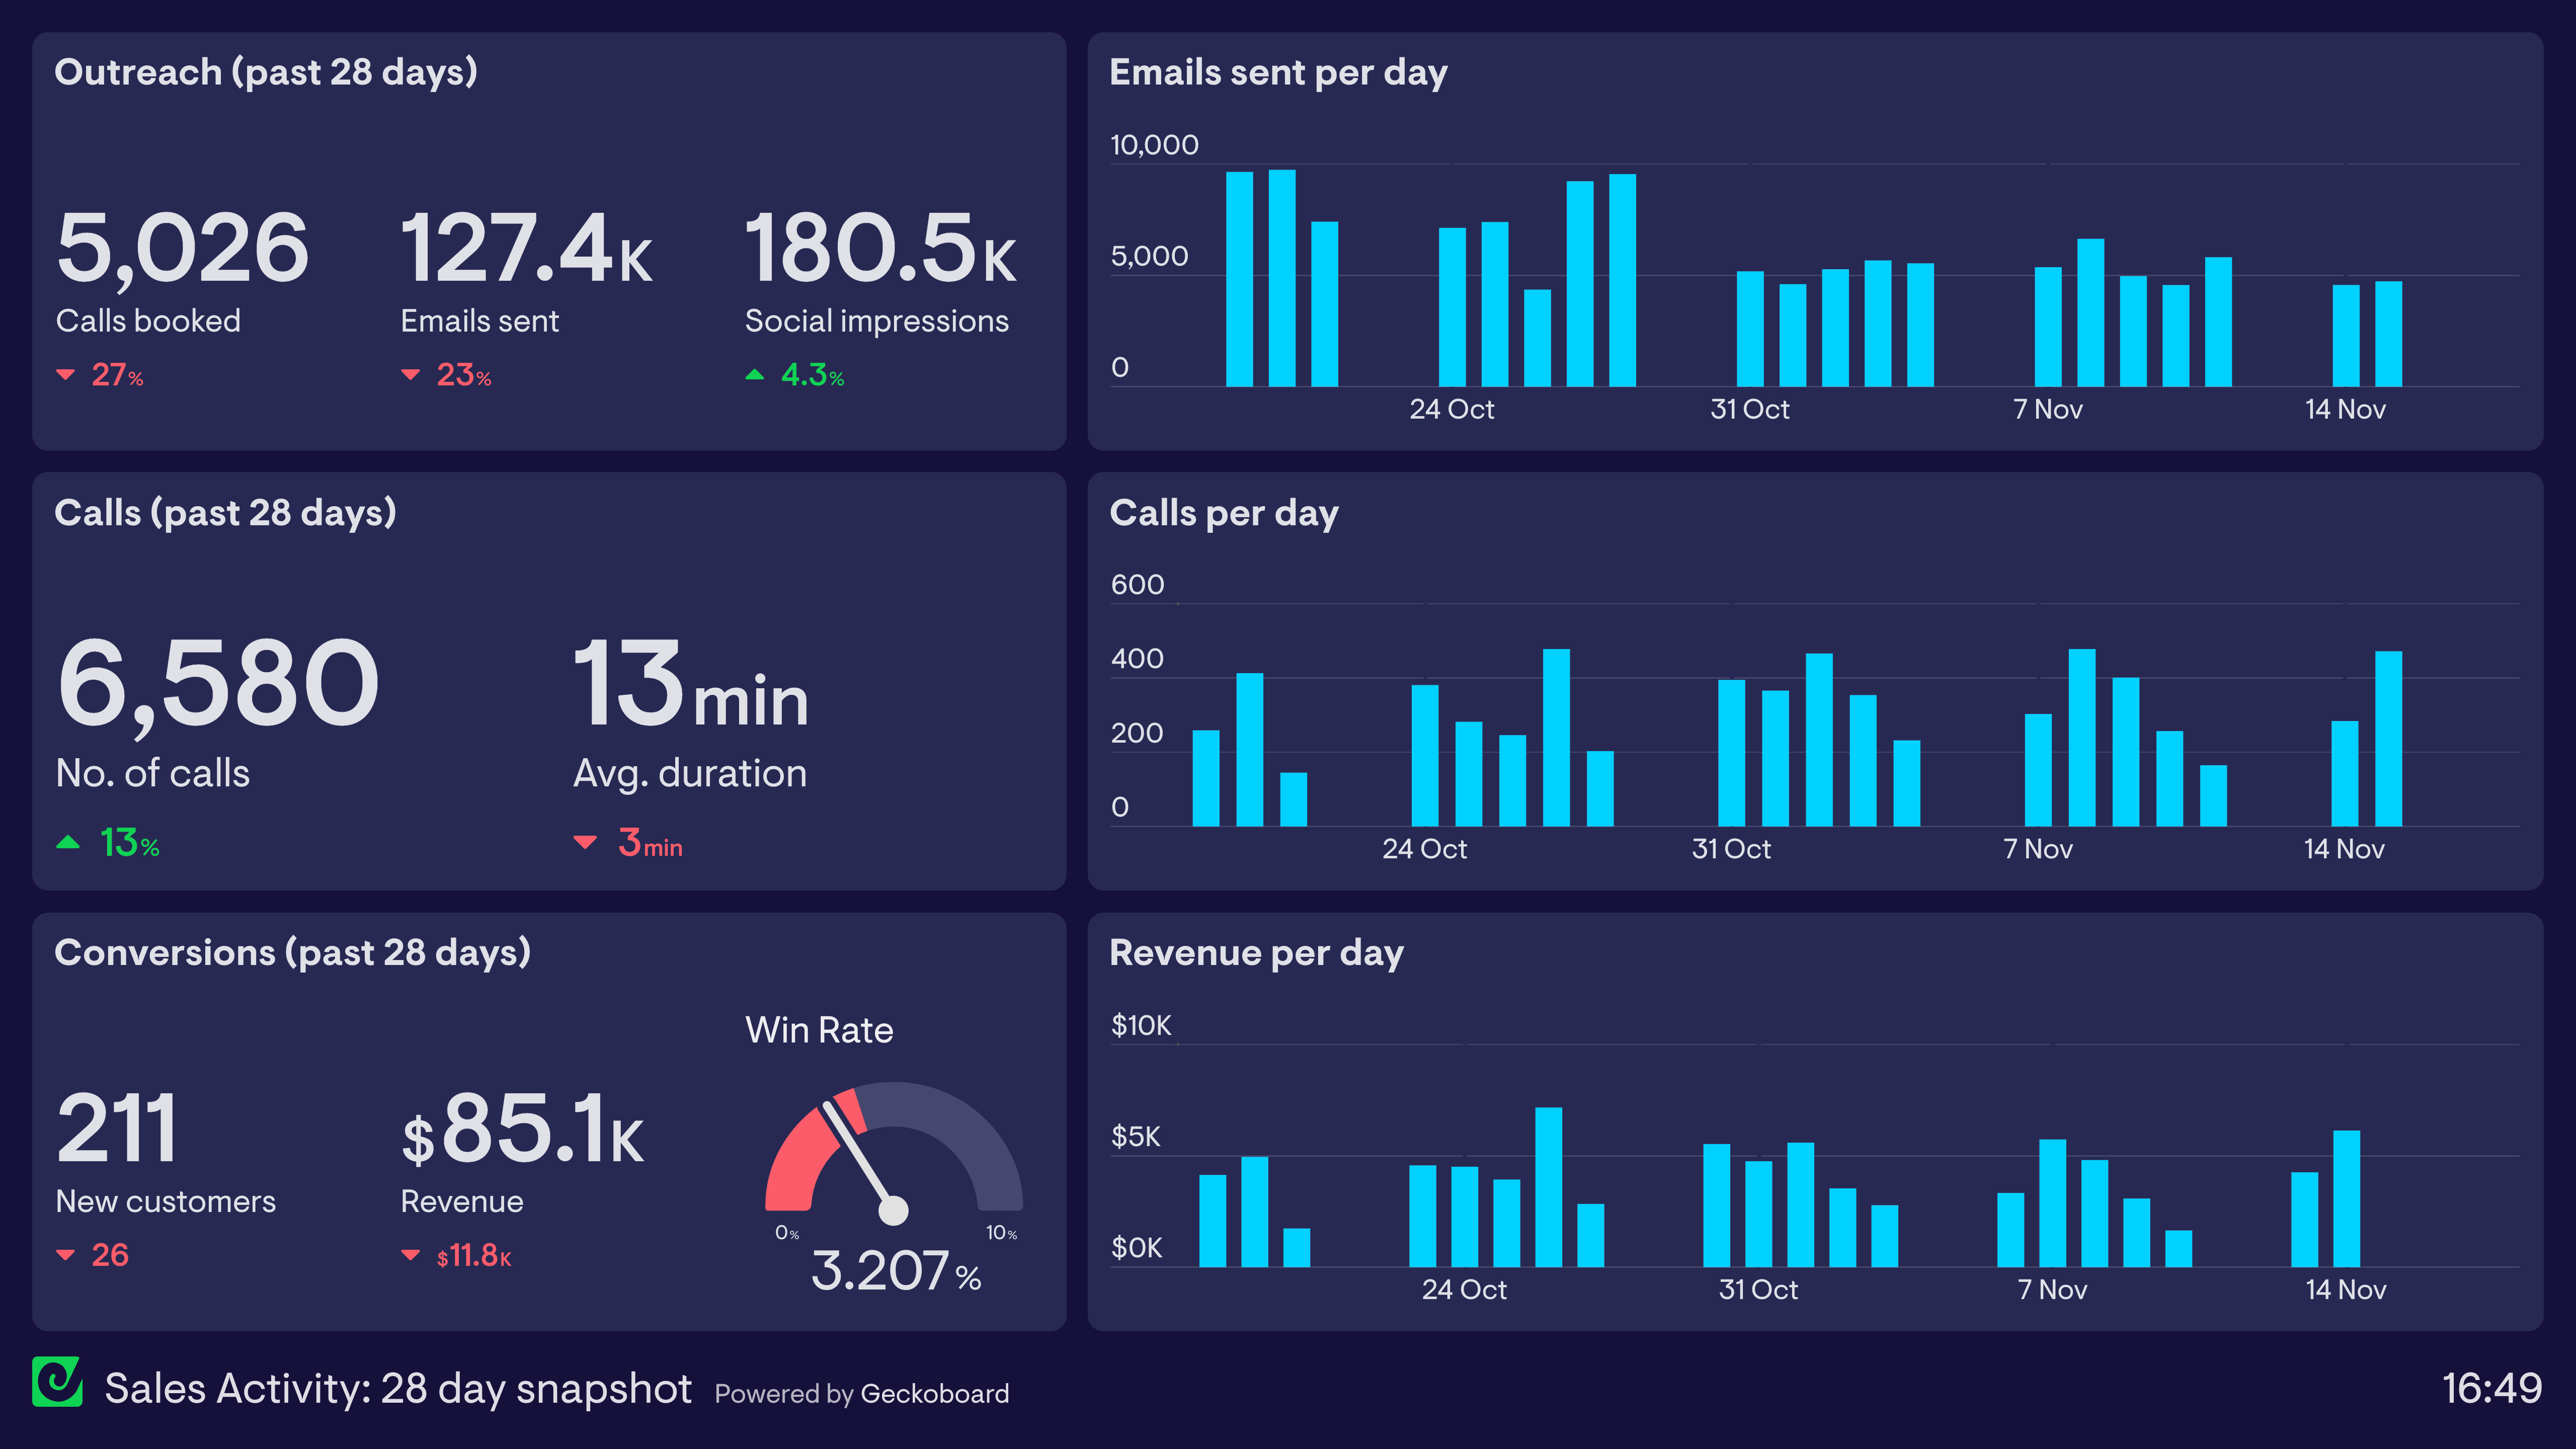 Outreach (past 28 days)
5,026
Calls booked
27%
127.4K
Emails sent
23%
180.5K
Social impressions
4.3%
Emails sent per day
10,000
5,000
0
24 Oct 31 Oct 7 Nov 14 Nov
Calls (past 28 days)
6,580
No. of calls
13%
13min
Avg. duration
3min
Calls per day
600
400
200
0
24 Oct 31 Oct 7 Nov 14 Nov
Conversions (past 28 days)
211
New customers
26
$85.1K
Revenue
$11.8K
Win Rate
0% 10%
3.207%
Revenue per day
$10K
$5K
$0K
24 Oct 31 Oct 7 Nov 14 Nov
Sales Activity: 28 day snapshot Powered by Geckoboard 16:49